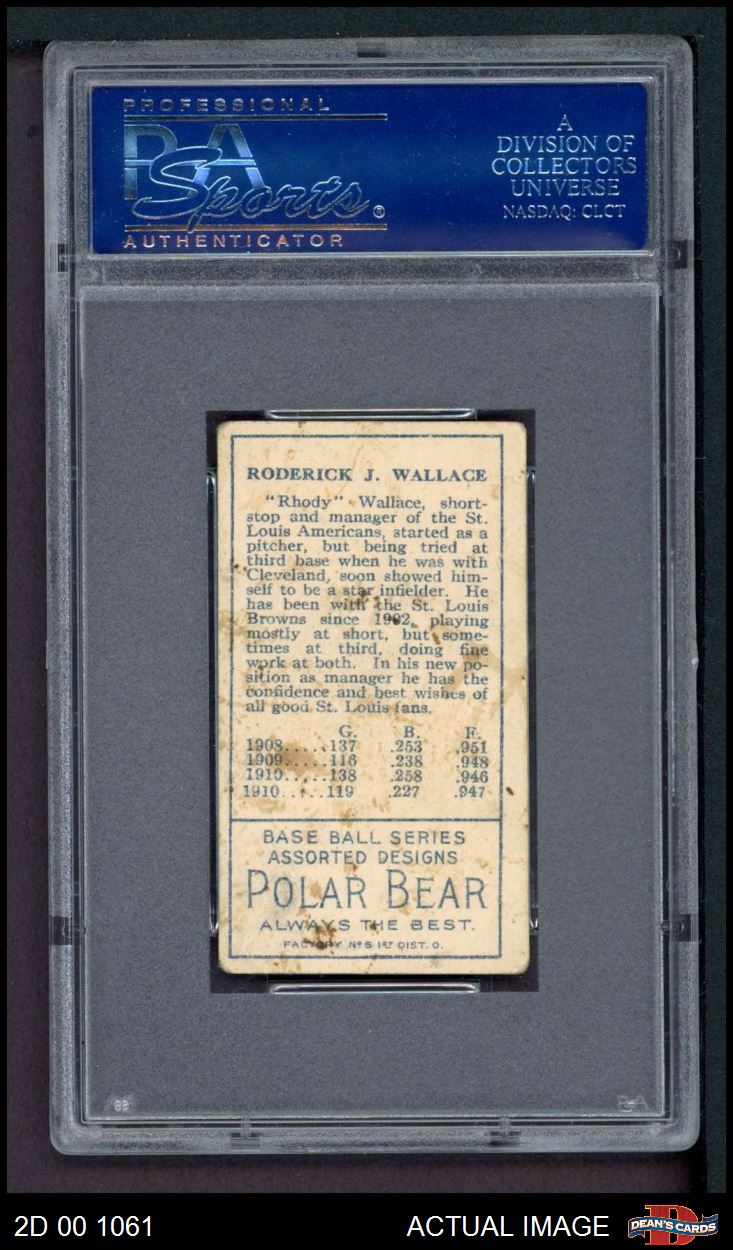 PROFESSIONAL
PSA
Sports®
AUTHENTICATOR
A
DIVISION OF
COLLECTORS
UNIVERSE
NASDAQ: CLCT
RODERICK J. WALLACE
"Rhody" Wallace, short-
stop and manager of the St.
Louis Americans, started as a
pitcher, but being tried at
third base when he was with
Cleveland, soon showed him-
self to be a star infielder. He
has been with the St. Louis
Browns since 1902, playing
mostly at short, but some-
times at third, doing fine
work at both. In his new po-
sition as manager he has the
confidence and best wishes of
all good St. Louis fans.
G. B. F.
1908.....137 .253 .951
1909.....116 .238 .948
1910.....138 .258 .946
1910.....119 .227 .947
BASE BALL SERIES
ASSORTED DESIGNS
POLAR BEAR
ALWAYS THE BEST.
FACTORY Nº 6 1ST DIST. O.
PSA
2D 00 1061
ACTUAL IMAGE
D
DEAN'S CARDS